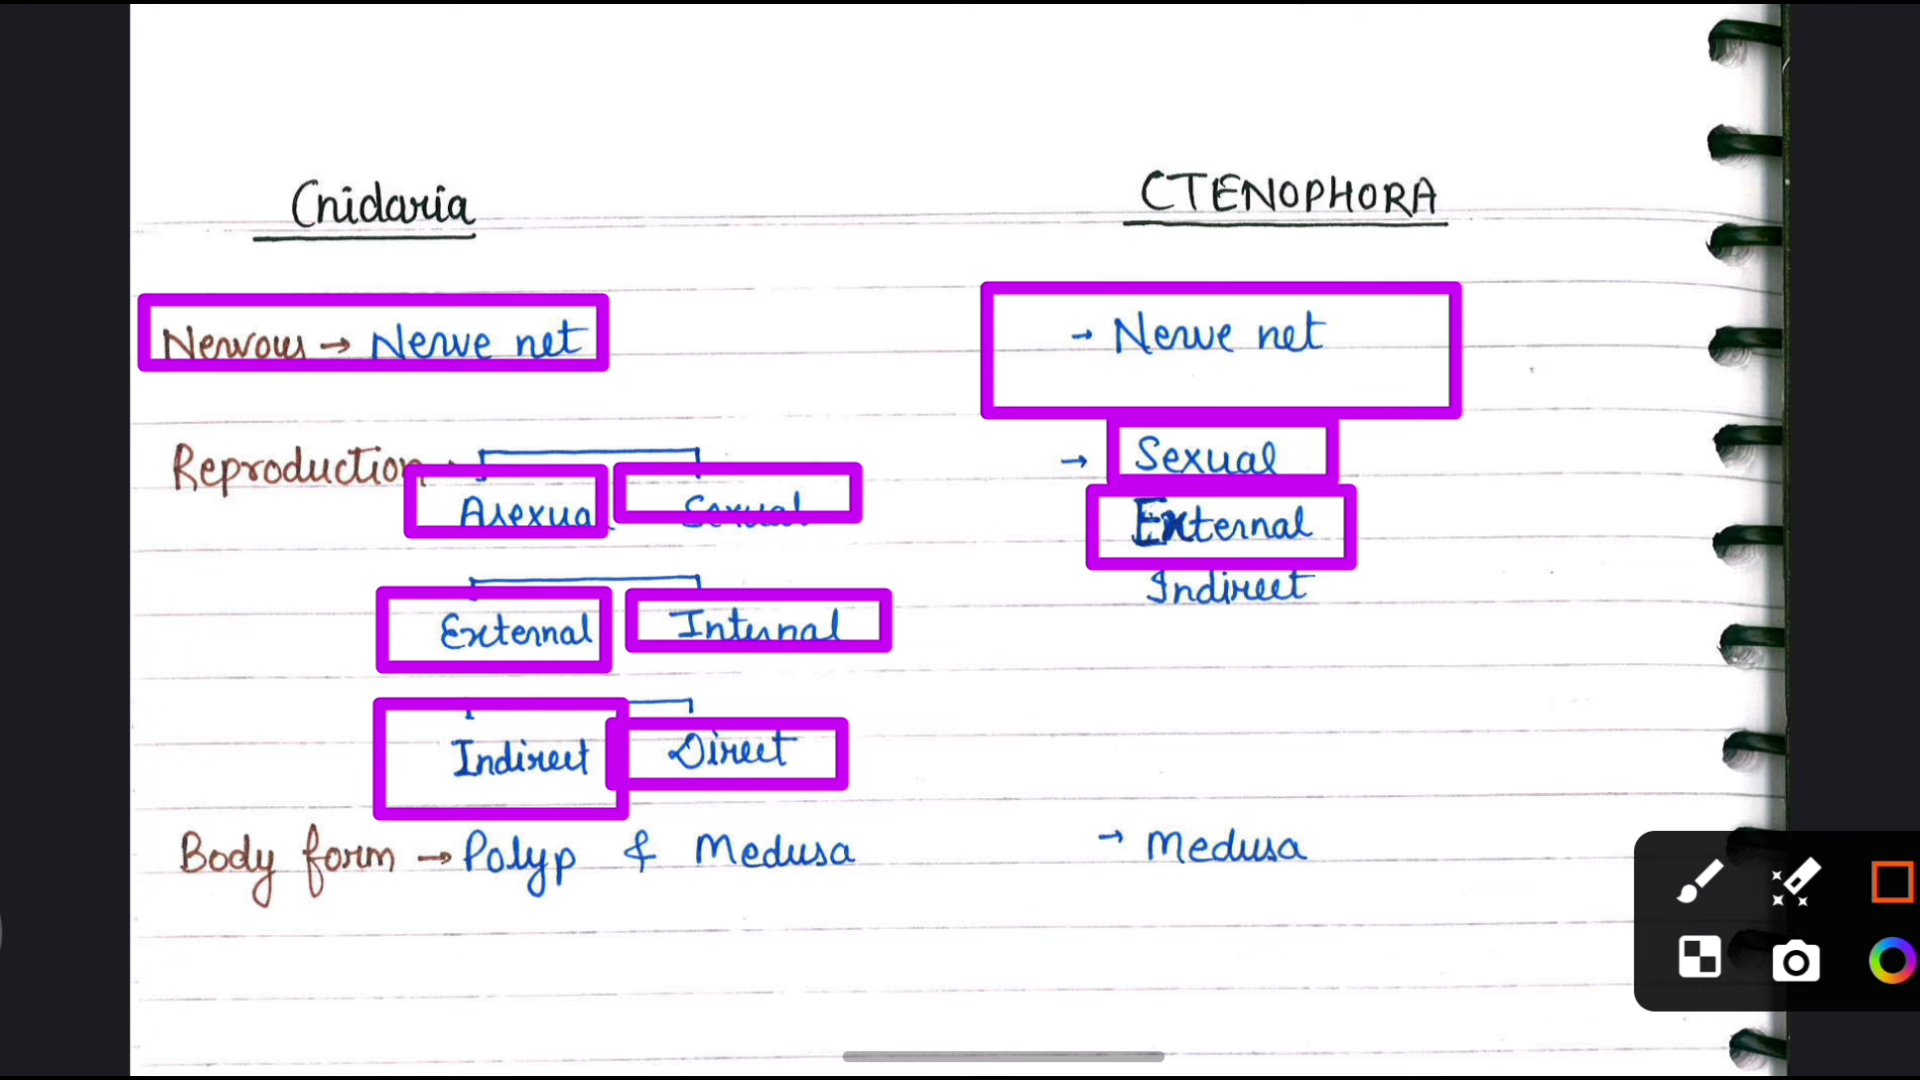 Cnidaria CTENOPHORA
Nervous → Nerve net → Nerve net
Reproduction → Sexual
Asexual Sexual External
Indirect
External Internal
Indirect Direct
Body form → Polyp & Medusa → Medusa